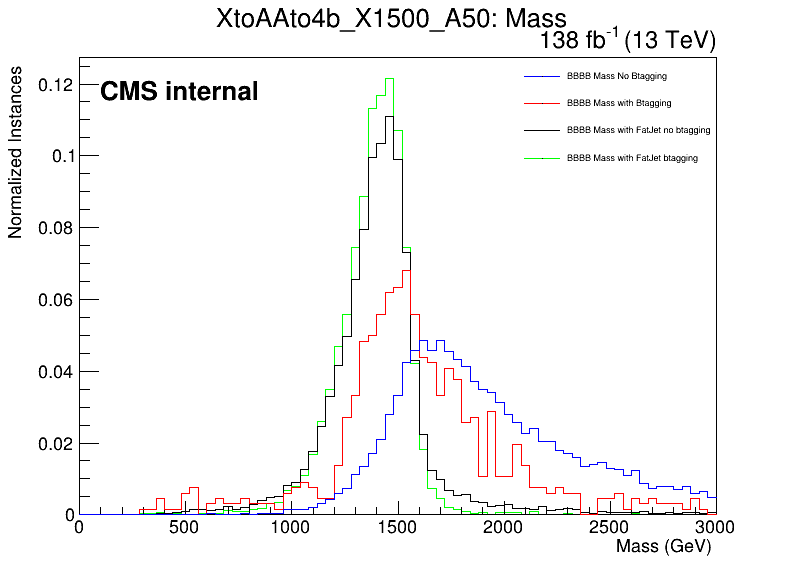 XtoAAto4b_X1500_A50: Mass
138 fb-1 (13 TeV)
CMS internal
BBBB Mass No Btagging
BBBB Mass with Btagging
BBBB Mass with FatJet no btagging
BBBB Mass with FatJet btagging
Normalized Instances
0.12
0.1
0.08
0.06
0.04
0.02
0
0 500 1000 1500 2000 2500 3000
Mass (GeV)